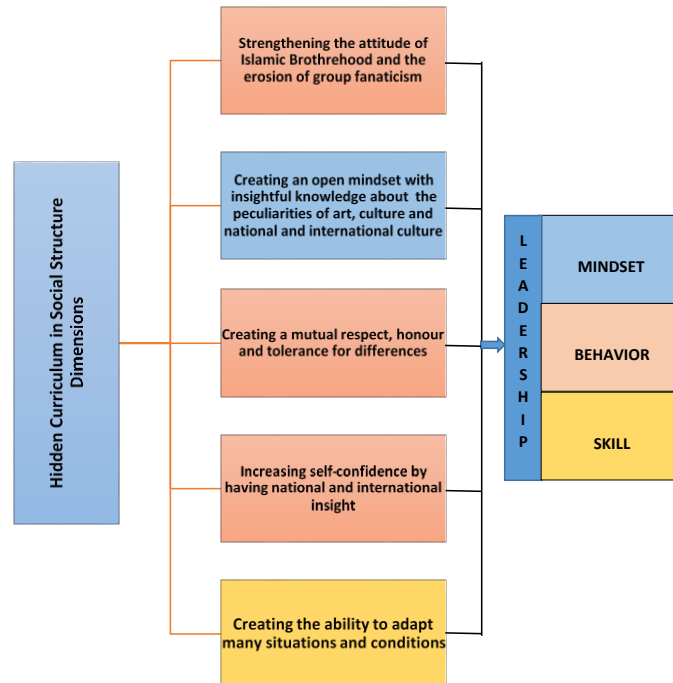 Hidden Curriculum in Social Structure
Dimensions
Strengthening the attitude of
Islamic Brothrehood and the
erosion of group fanaticism
Creating an open mindset with
insightful knowledge about the
peculiarities of art, culture and
national and international culture
Creating a mutual respect, honour
and tolerance for differences
Increasing self-confidence by
having national and international
insight
Creating the ability to adapt
many situations and conditions
LEADERSHIP
MINDSET
BEHAVIOR
SKILL